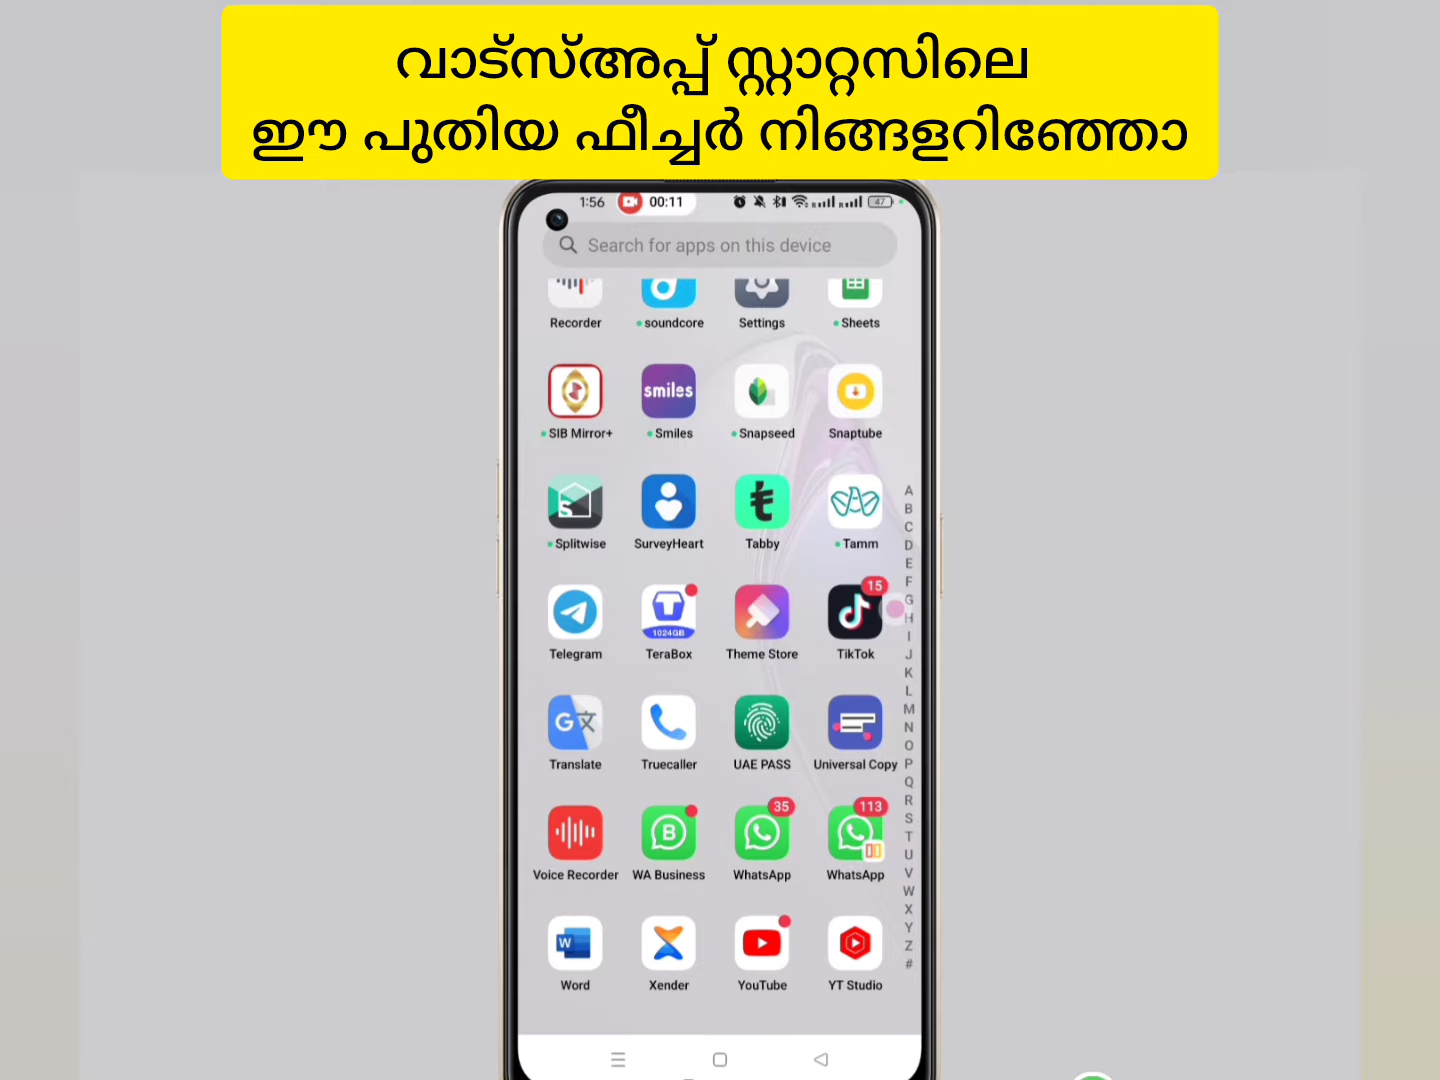 വാട്സ്അപ്പ് സ്റ്റാറ്റസിലെ
ഈ പുതിയ ഫീച്ചർ നിങ്ങളറിഞ്ഞോ
1:56 00:11 47
Search for apps on this device
Recorder soundcore Settings Sheets
smiles
SIB Mirror+ Smiles Snapseed Snaptube
Splitwise SurveyHeart Tabby Tamm
15
1024GB
Telegram TeraBox Theme Store TikTok
Translate Truecaller UAE PASS Universal Copy
35 113
B
Voice Recorder WA Business WhatsApp WhatsApp
W
Word Xender YouTube YT Studio
A
B
C
D
E
F
G
H
I
J
K
L
M
N
O
P
Q
R
S
T
U
V
W
X
Y
Z
#